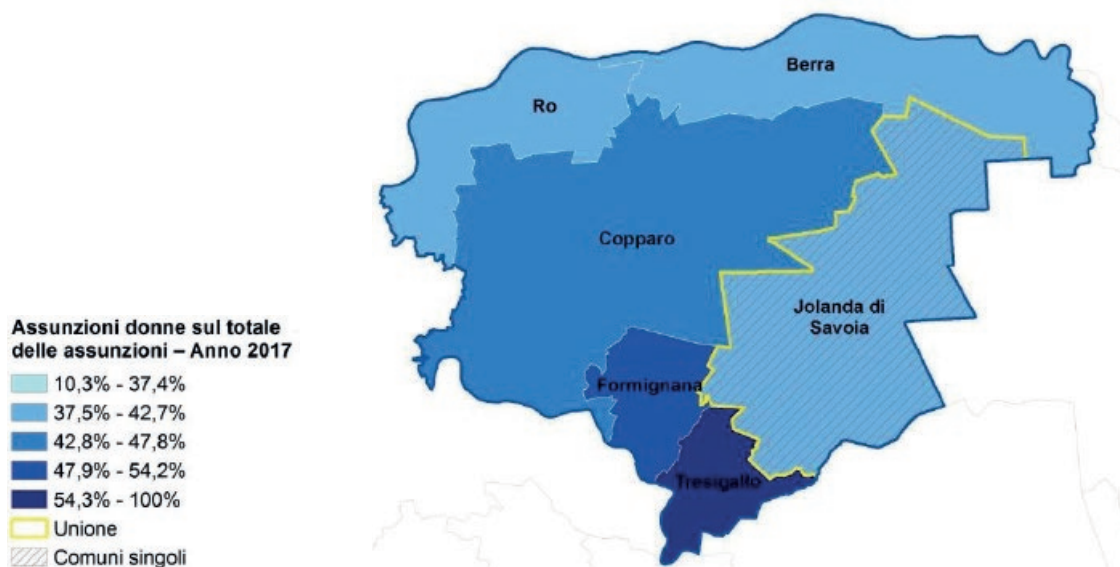 Berra
Ro
Copparo
Jolanda di
Savoia
Formignana
Tresigallo
Assunzioni donne sul totale
delle assunzioni – Anno 2017
10,3% - 37,4%
37,5% - 42,7%
42,8% - 47,8%
47,9% - 54,2%
54,3% - 100%
Unione
Comuni singoli